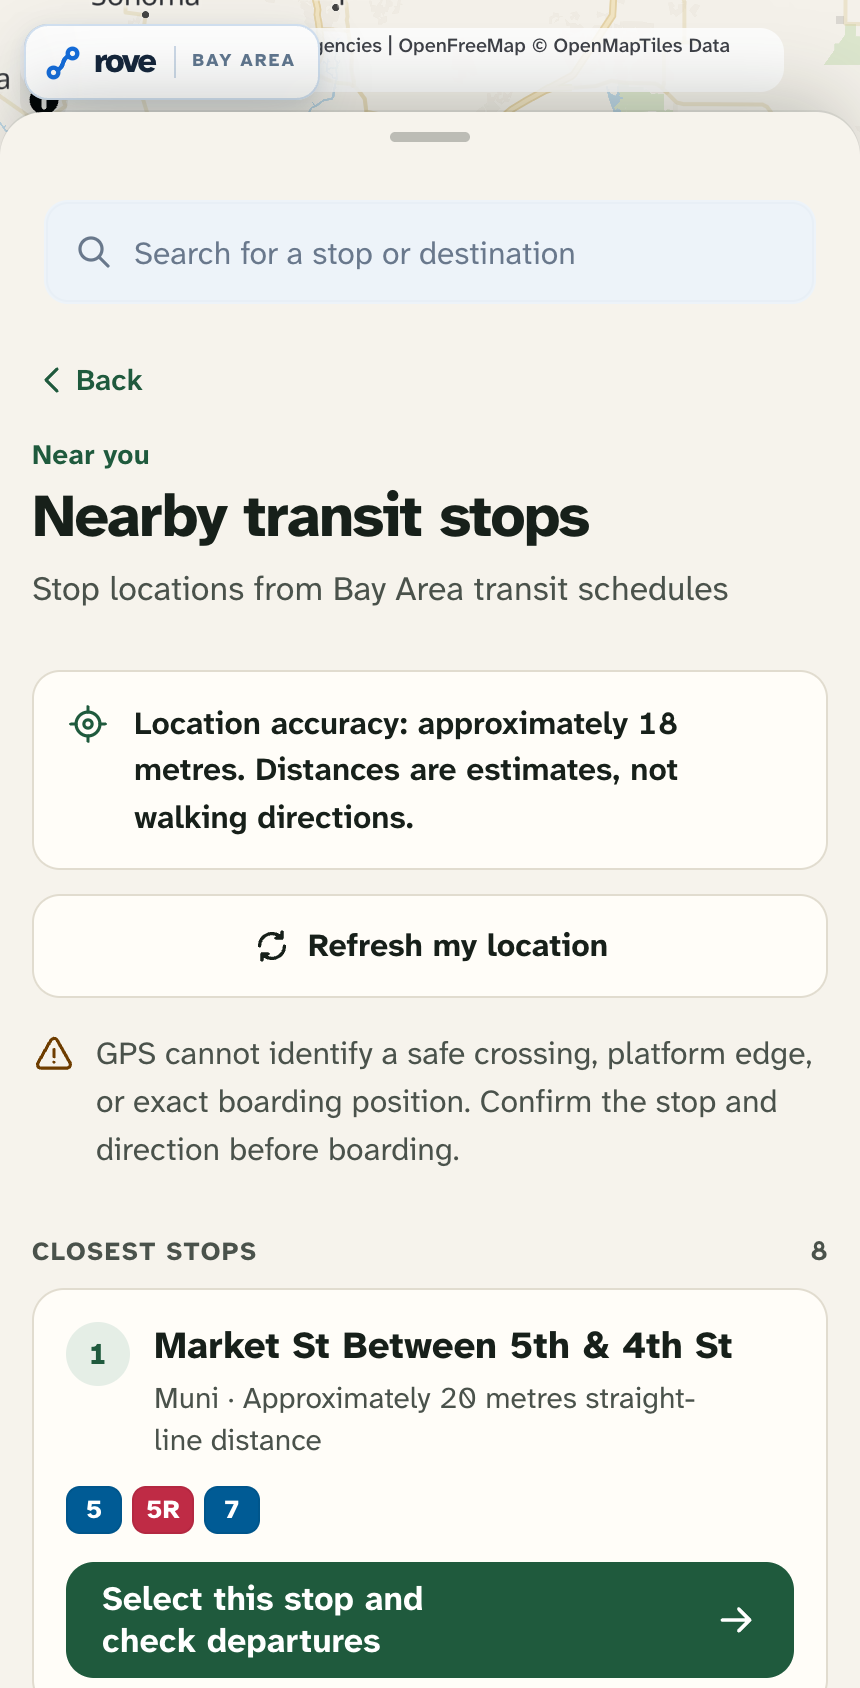 Sonoma
rove BAY AREA
gencies | OpenFreeMap © OpenMapTiles Data
a
Search for a stop or destination
Back
Near you
Nearby transit stops
Stop locations from Bay Area transit schedules
Location accuracy: approximately 18
metres. Distances are estimates, not
walking directions.
Refresh my location
GPS cannot identify a safe crossing, platform edge,
or exact boarding position. Confirm the stop and
direction before boarding.
CLOSEST STOPS 8
1 Market St Between 5th & 4th St
Muni · Approximately 20 metres straight-
line distance
5 5R 7
Select this stop and
check departures